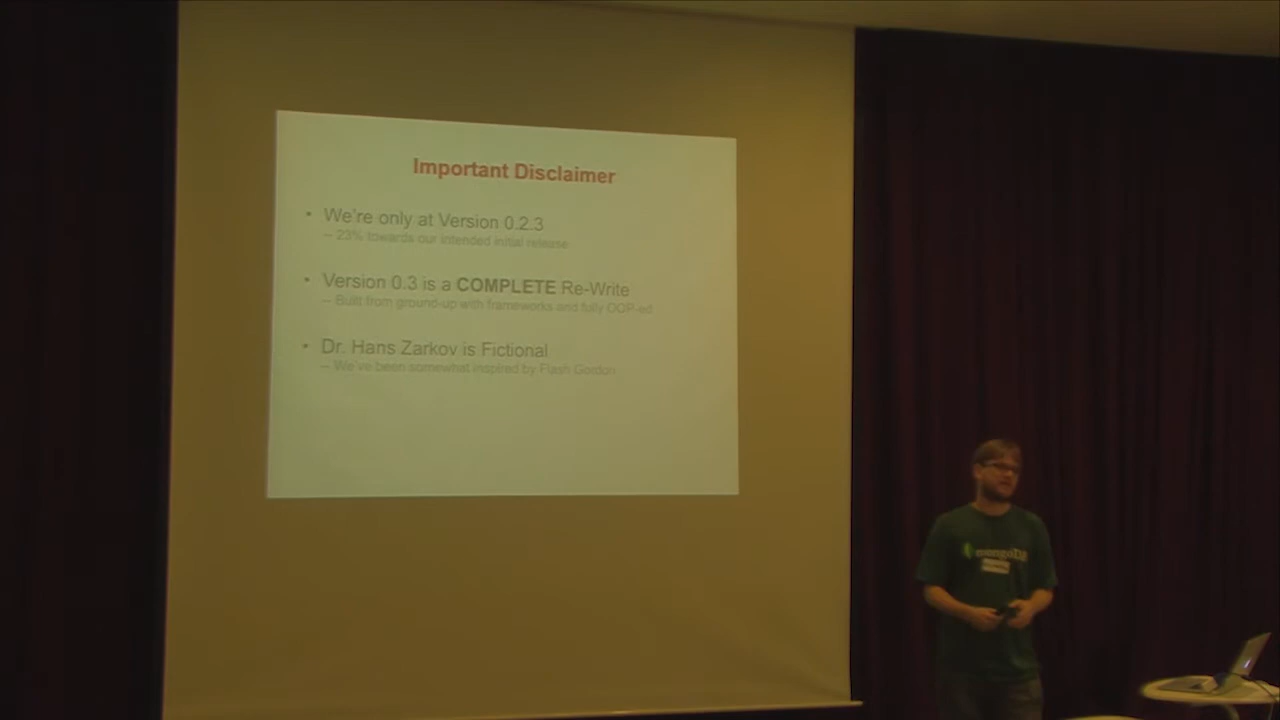 Important Disclaimer
• We're only at Version 0.2.3
– 23% towards our intended initial release
• Version 0.3 is a COMPLETE Re-Write
– Built from ground-up with frameworks and fully OOP-ed
• Dr. Hans Zarkov is Fictional
– We've been somewhat inspired by Flash Gordon
mongoDB